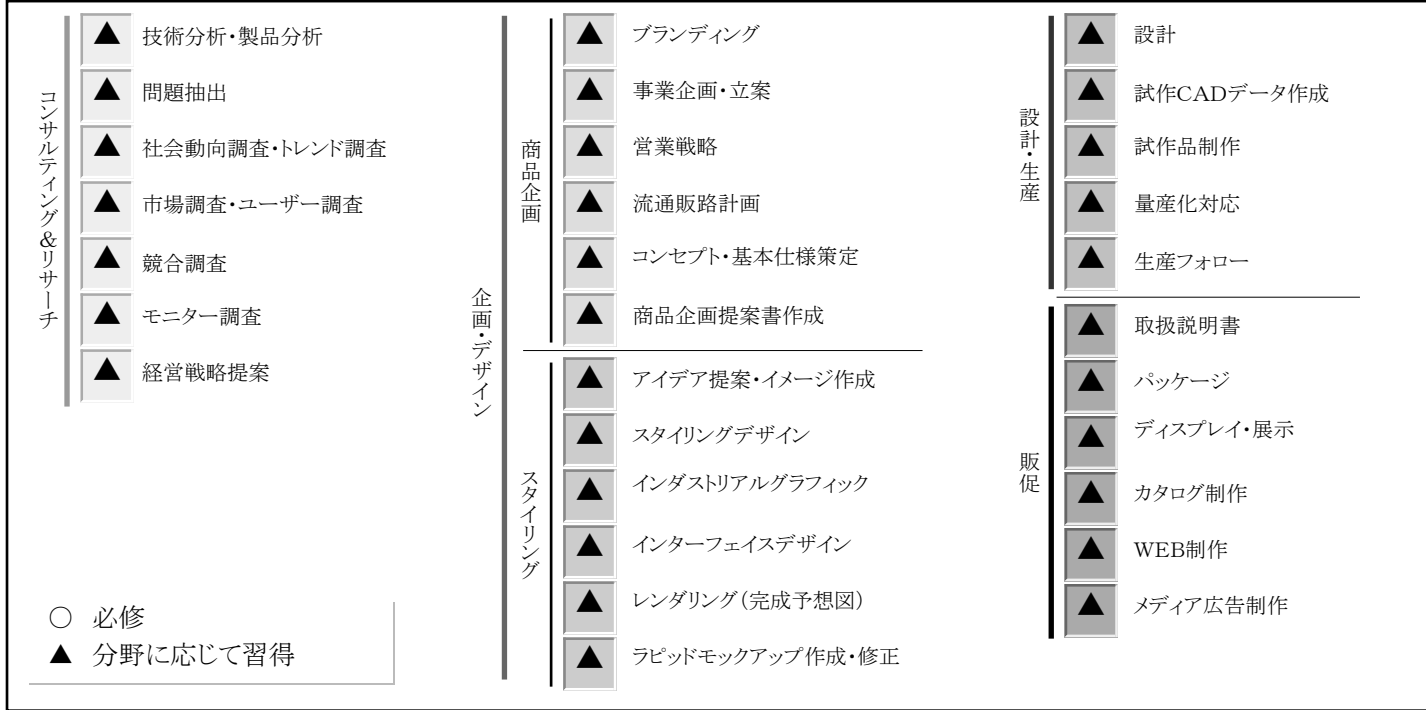 コンサルティング&リサーチ
▲ 技術分析・製品分析
▲ 問題抽出
▲ 社会動向調査・トレンド調査
▲ 市場調査・ユーザー調査
▲ 競合調査
▲ モニター調査
▲ 経営戦略提案
企画・デザイン
商品企画
▲ ブランディング
▲ 事業企画・立案
▲ 営業戦略
▲ 流通販路計画
▲ コンセプト・基本仕様策定
▲ 商品企画提案書作成
スタイリング
▲ アイデア提案・イメージ作成
▲ スタイリングデザイン
▲ インダストリアルグラフィック
▲ インターフェイスデザイン
▲ レンダリング(完成予想図)
▲ ラピッドモックアップ作成・修正
設計・生産
▲ 設計
▲ 試作CADデータ作成
▲ 試作品制作
▲ 量産化対応
▲ 生産フォロー
販促
▲ 取扱説明書
▲ パッケージ
▲ ディスプレイ・展示
▲ カタログ制作
▲ WEB制作
▲ メディア広告制作
○ 必修
▲ 分野に応じて習得